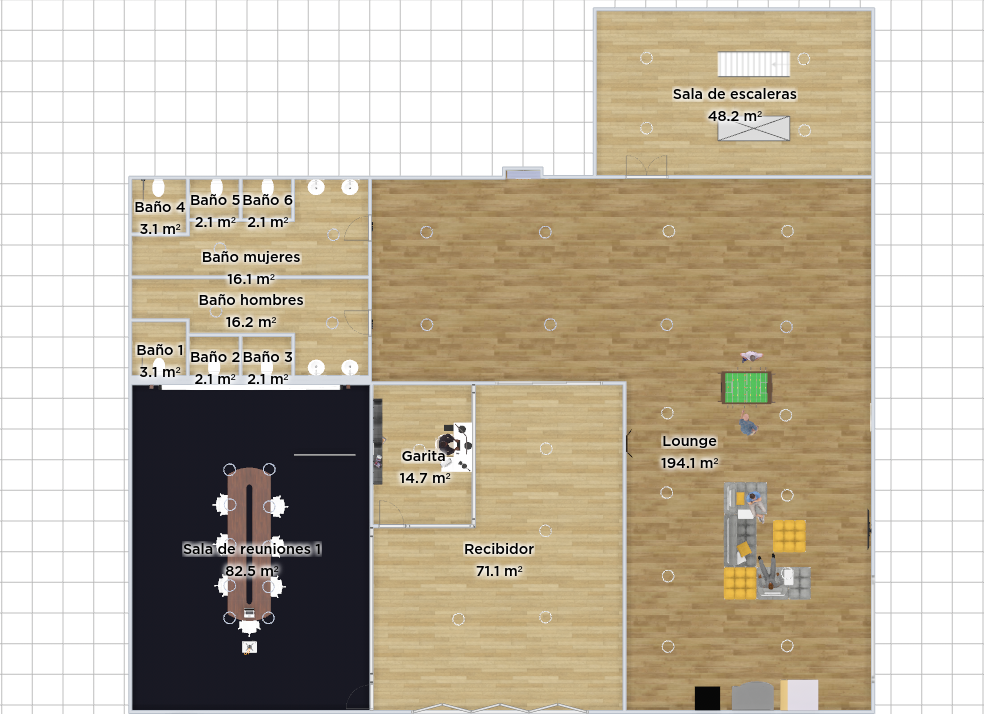 Sala de escaleras
48.2 m²
Baño 4
3.1 m²
Baño 5
2.1 m²
Baño 6
2.1 m²
Baño mujeres
16.1 m²
Baño hombres
16.2 m²
Baño 1
3.1 m²
Baño 2
2.1 m²
Baño 3
2.1 m²
Garita
14.7 m²
Lounge
194.1 m²
Sala de reuniones 1
82.5 m²
Recibidor
71.1 m²